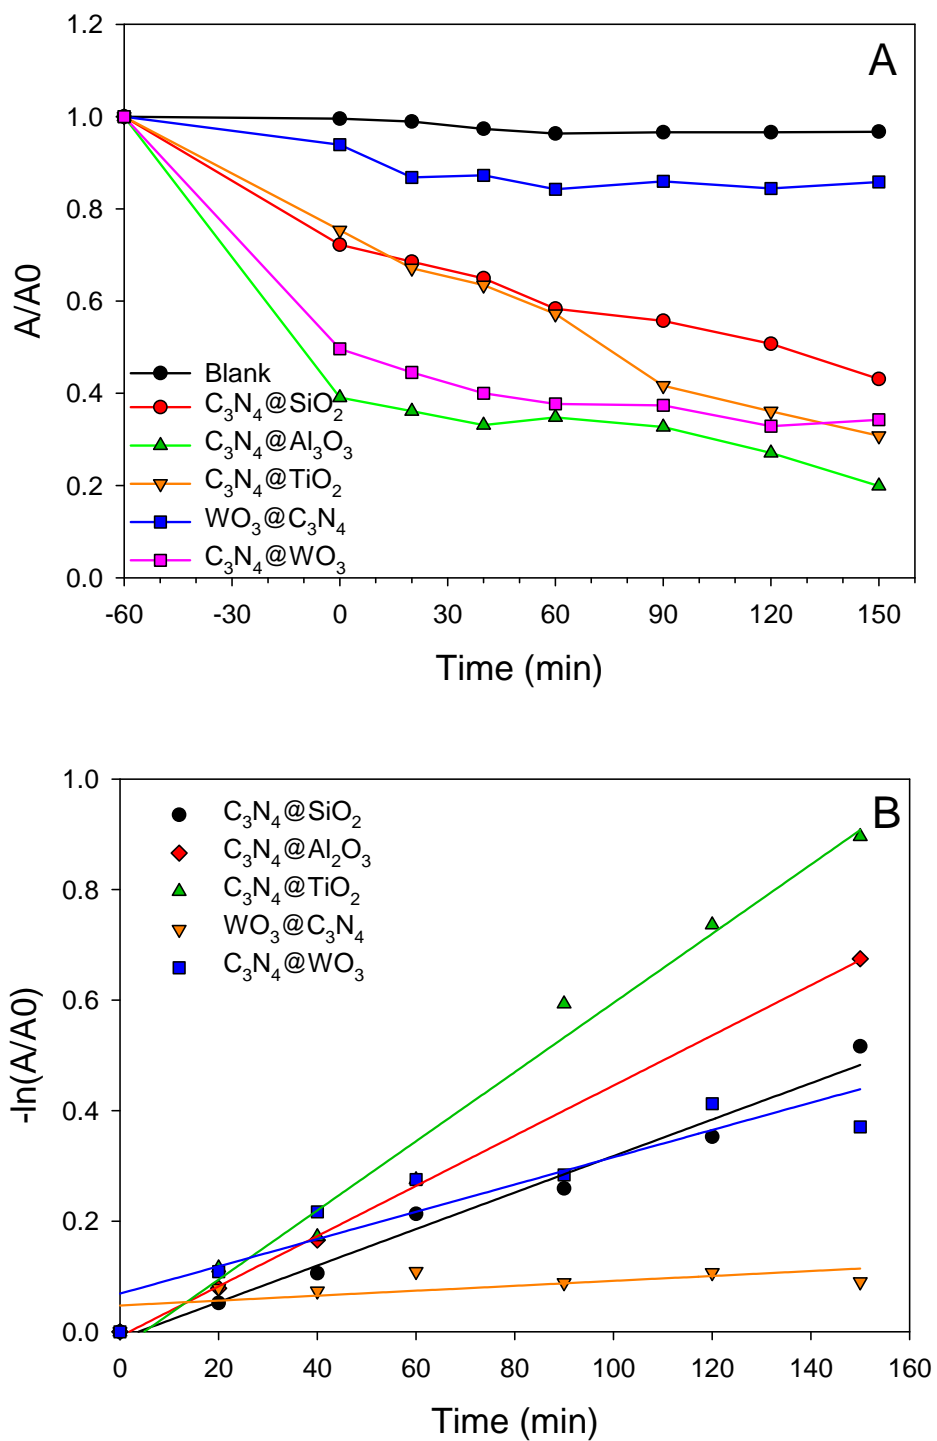 A
1.2
1.0
0.8
0.6
0.4
0.2
0.0
A/A0
Blank
C₃N₄@SiO₂
C₃N₄@Al₃O₃
C₃N₄@TiO₂
WO₃@C₃N₄
C₃N₄@WO₃
-60 -30 0 30 60 90 120 150
Time (min)
B
1.0
0.8
0.6
0.4
0.2
0.0
-ln(A/A0)
C₃N₄@SiO₂
C₃N₄@Al₂O₃
C₃N₄@TiO₂
WO₃@C₃N₄
C₃N₄@WO₃
0 20 40 60 80 100 120 140 160
Time (min)